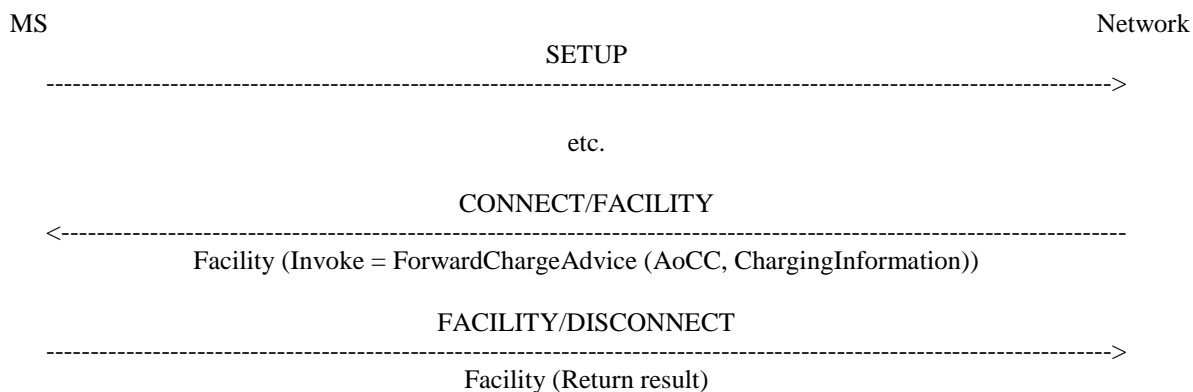 MS Network
SETUP
------------------------------------------------------------------------------------------------------------------------>
etc.
CONNECT/FACILITY
<------------------------------------------------------------------------------------------------------------------------
Facility (Invoke = ForwardChargeAdvice (AoCC, ChargingInformation))
FACILITY/DISCONNECT
------------------------------------------------------------------------------------------------------------------------>
Facility (Return result)